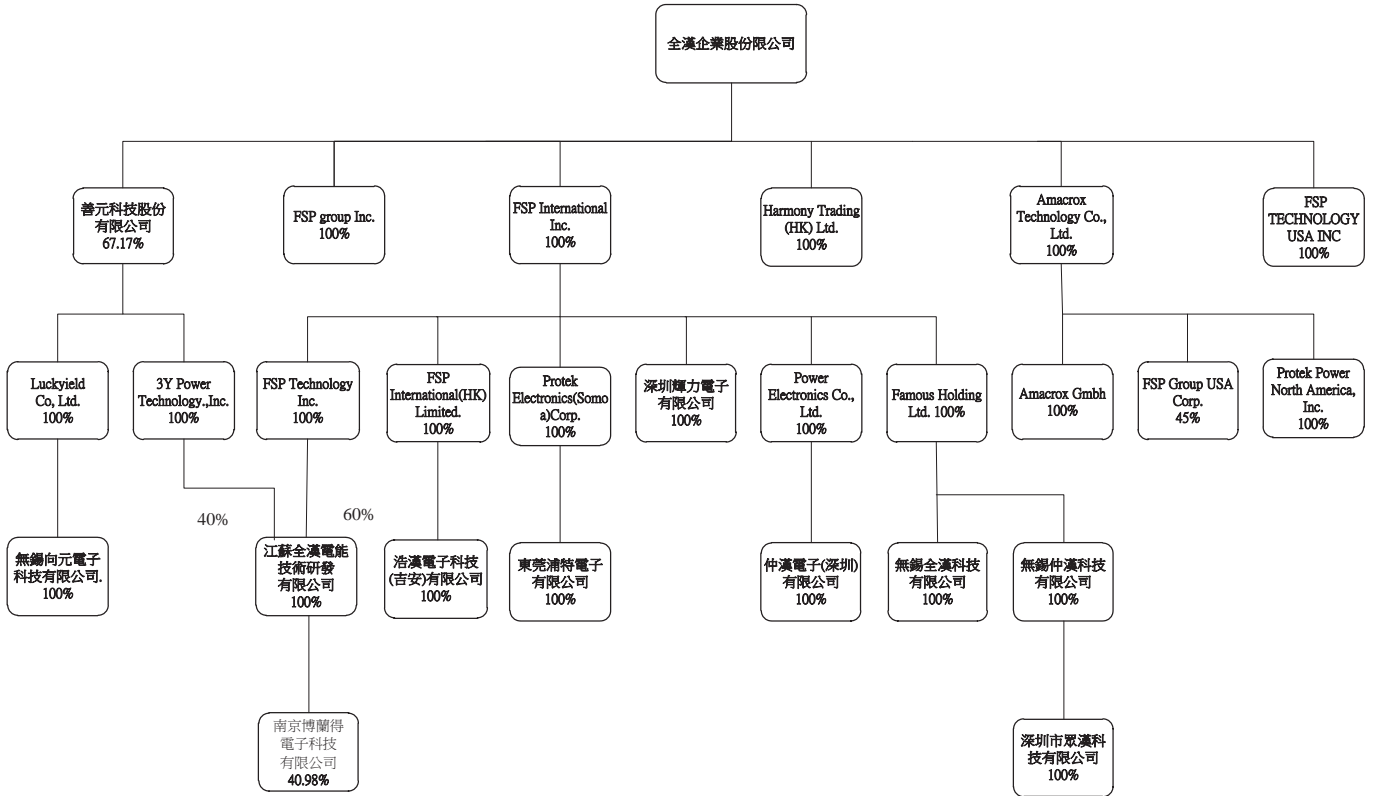 全漢企業股份限公司
善元科技股份
有限公司
67.17%
FSP group Inc.
100%
FSP International
Inc.
100%
Harmony Trading
(HK) Ltd.
100%
Amacrox
Technology Co.,
Ltd.
100%
FSP
TECHNOLOGY
USA INC
100%
Luckyield
Co, Ltd.
100%
3Y Power
Technology.,Inc.
100%
FSP Technology
Inc.
100%
FSP
International(HK)
Limited.
100%
Protek
Electronics(Somo
a)Corp.
100%
深圳輝力電子
有限公司
100%
Power
Electronics Co.,
Ltd.
100%
Famous Holding
Ltd. 100%
Amacrox Gmbh
100%
FSP Group USA
Corp.
45%
Protek Power
North America,
Inc.
100%
40%
60%
無錫向元電子
科技有限公司.
100%
江蘇全漢電能
技術研發
有限公司
100%
浩漢電子科技
(吉安)有限公司
100%
東莞浦特電子
有限公司
100%
仲漢電子(深圳)
有限公司
100%
無錫全漢科技
有限公司
100%
無錫仲漢科技
有限公司
100%
南京博蘭得
電子科技
有限公司
40.98%
深圳市眾漢科
技有限公司
100%